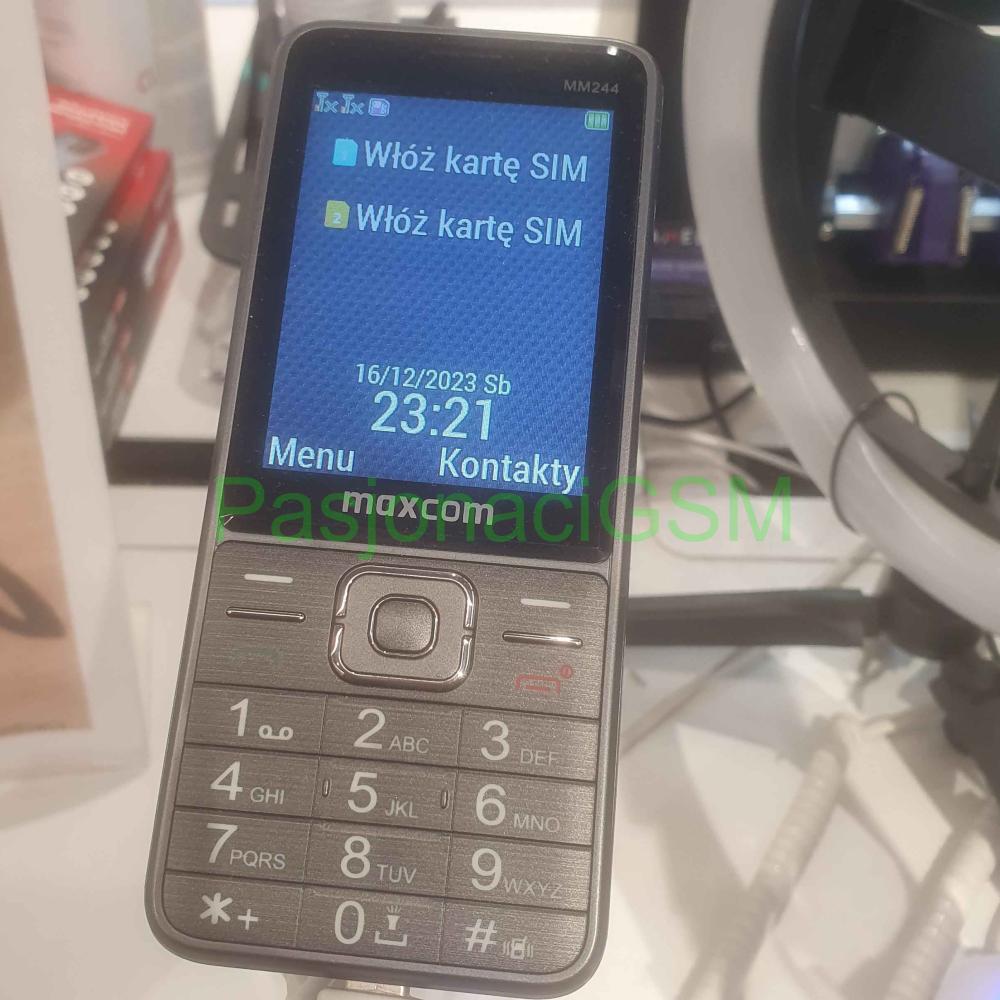 MM244
Włóż kartę SIM
2 Włóż kartę SIM
16/12/2023 Sb
23:21
Menu Kontakty
maxcom
PasjonaciGSM
1 2 ABC 3 DEF
4 GHI 5 JKL 6 MNO
7 PQRS 8 TUV 9 WXYZ
*+ 0 #